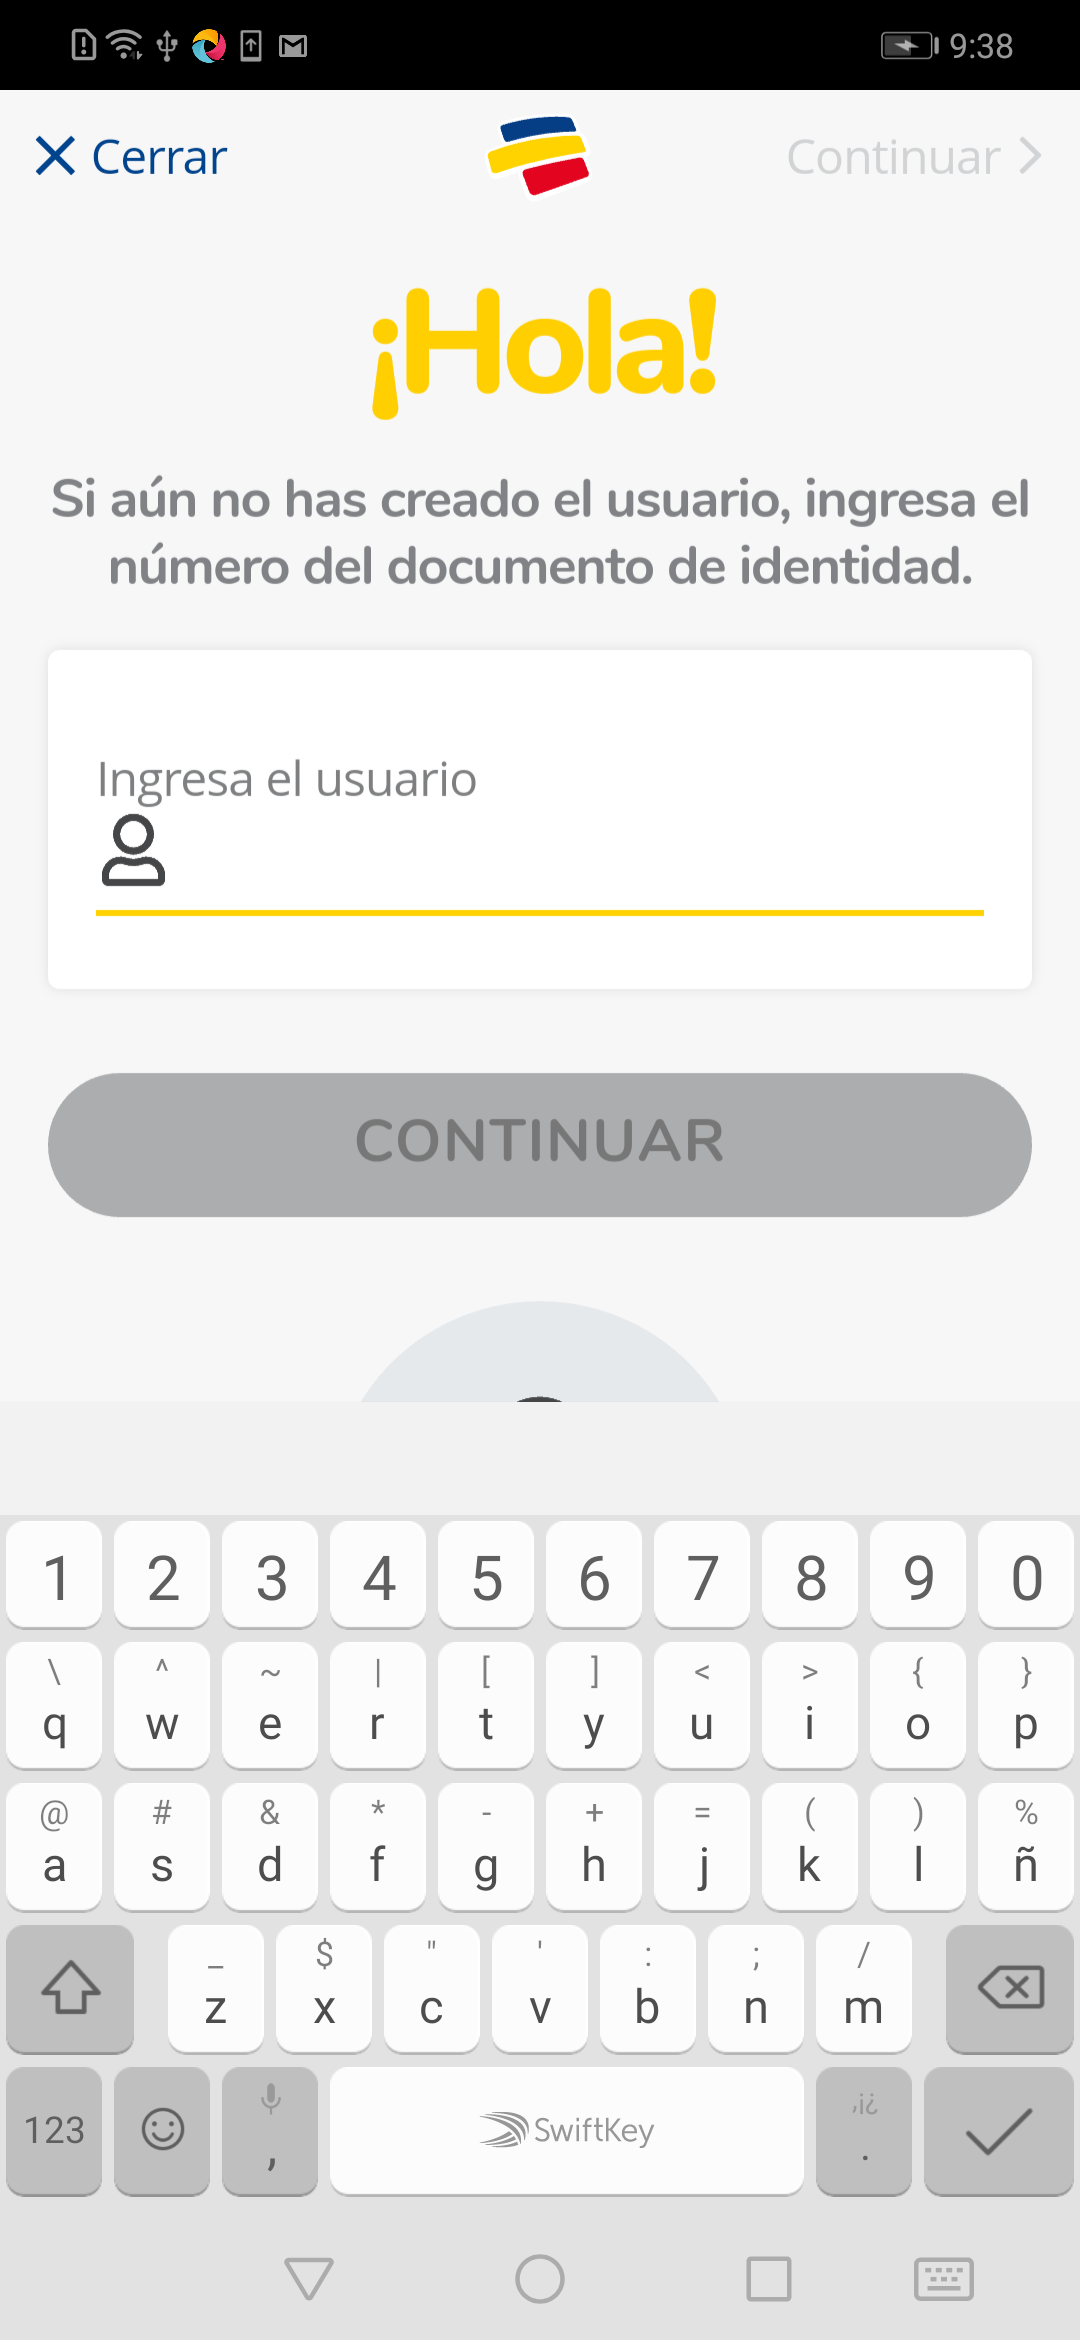 9:38
Cerrar
Continuar
¡Hola!
Si aún no has creado el usuario, ingresa el
número del documento de identidad.
Ingresa el usuario
CONTINUAR
1 2 3 4 5 6 7 8 9 0
\ ^ ~ | [ ] < > { }
q w e r t y u i o p
@ # & * - + = ( ) %
a s d f g h j k l ñ
_ $ " ' : ; /
z x c v b n m
,¡¿
123 , SwiftKey .